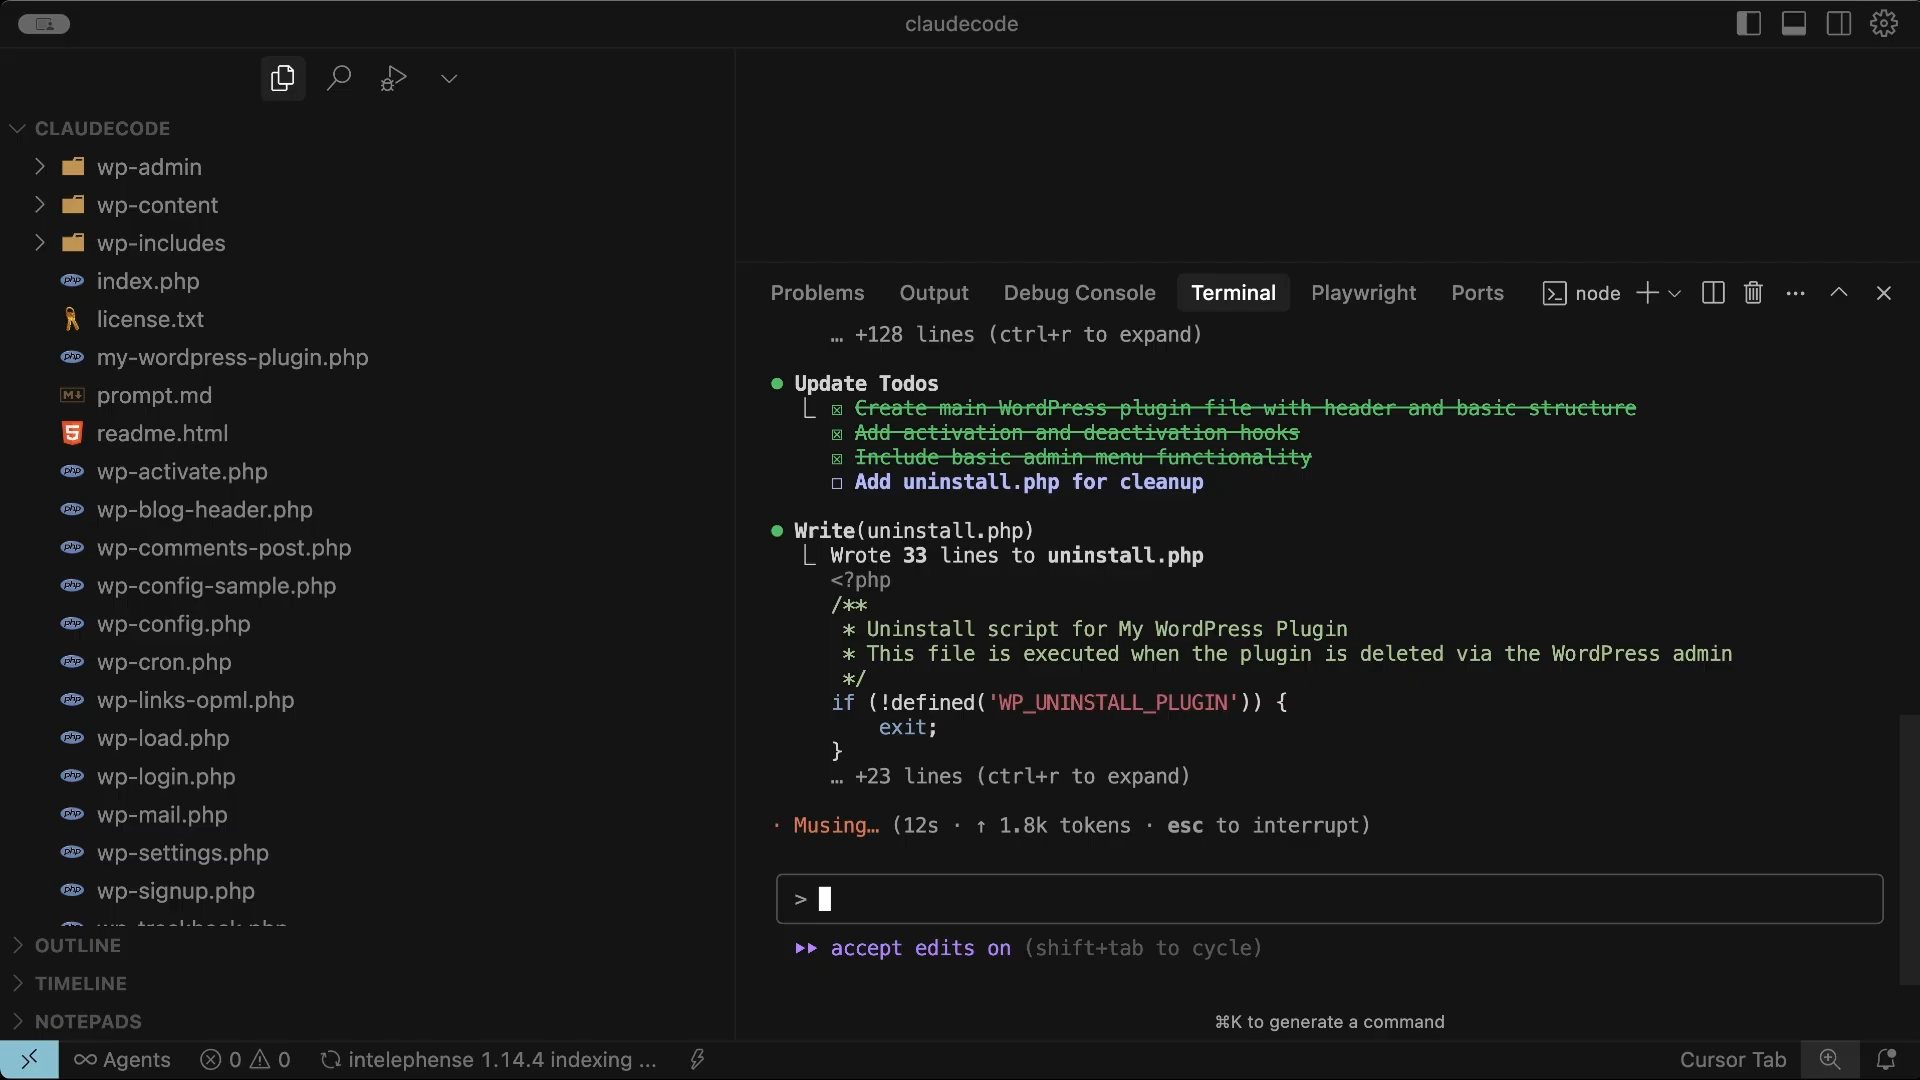 claudecode
CLAUDECODE
wp-admin
wp-content
wp-includes
index.php
license.txt
my-wordpress-plugin.php
prompt.md
readme.html
wp-activate.php
wp-blog-header.php
wp-comments-post.php
wp-config-sample.php
wp-config.php
wp-cron.php
wp-links-opml.php
wp-load.php
wp-login.php
wp-mail.php
wp-settings.php
wp-signup.php
OUTLINE
TIMELINE
NOTEPADS
Problems Output Debug Console Terminal Playwright Ports node
… +128 lines (ctrl+r to expand)
Update Todos
Create main WordPress plugin file with header and basic structure
Add activation and deactivation hooks
Include basic admin menu functionality
Add uninstall.php for cleanup
Write(uninstall.php)
Wrote 33 lines to uninstall.php
<?php
/**
* Uninstall script for My WordPress Plugin
* This file is executed when the plugin is deleted via the WordPress admin
*/
if (!defined('WP_UNINSTALL_PLUGIN')) {
exit;
}
… +23 lines (ctrl+r to expand)
· Musing… (12s · ↑ 1.8k tokens · esc to interrupt)
>
accept edits on (shift+tab to cycle)
⌘K to generate a command
Agents 0 0 intelephense 1.14.4 indexing ... Cursor Tab